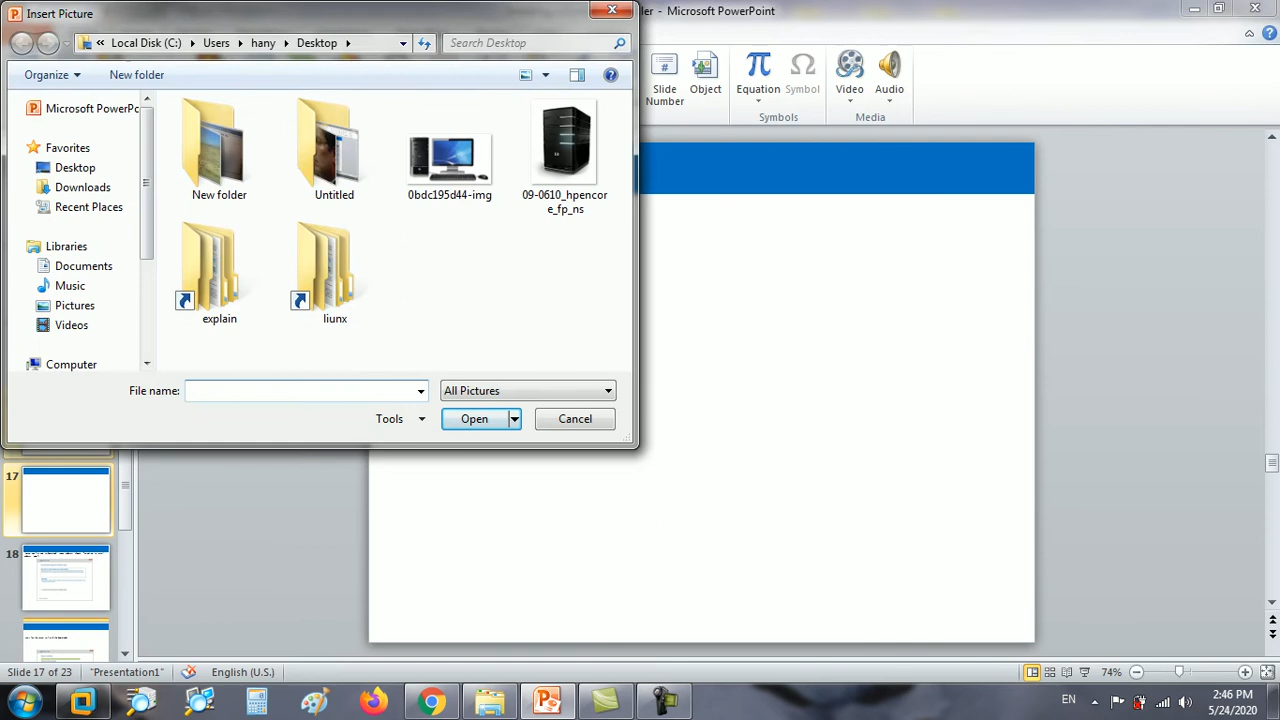 Insert Picture
ler - Microsoft PowerPoint
« Local Disk (C:) Users hany Desktop
Search Desktop
Organize
New folder
Microsoft PowerPo
Favorites
Desktop
Downloads
Recent Places
Libraries
Documents
Music
Pictures
Videos
Computer
New folder
Untitled
0bdc195d44-img
09-0610_hpencor
e_fp_ns
explain
liunx
File name:
All Pictures
Tools
Open
Cancel
Slide
Number
Object
Equation
Symbol
Video
Audio
Symbols
Media
17
18
Slide 17 of 23
"Presentation1"
English (U.S.)
74%
EN
2:46 PM
5/24/2020